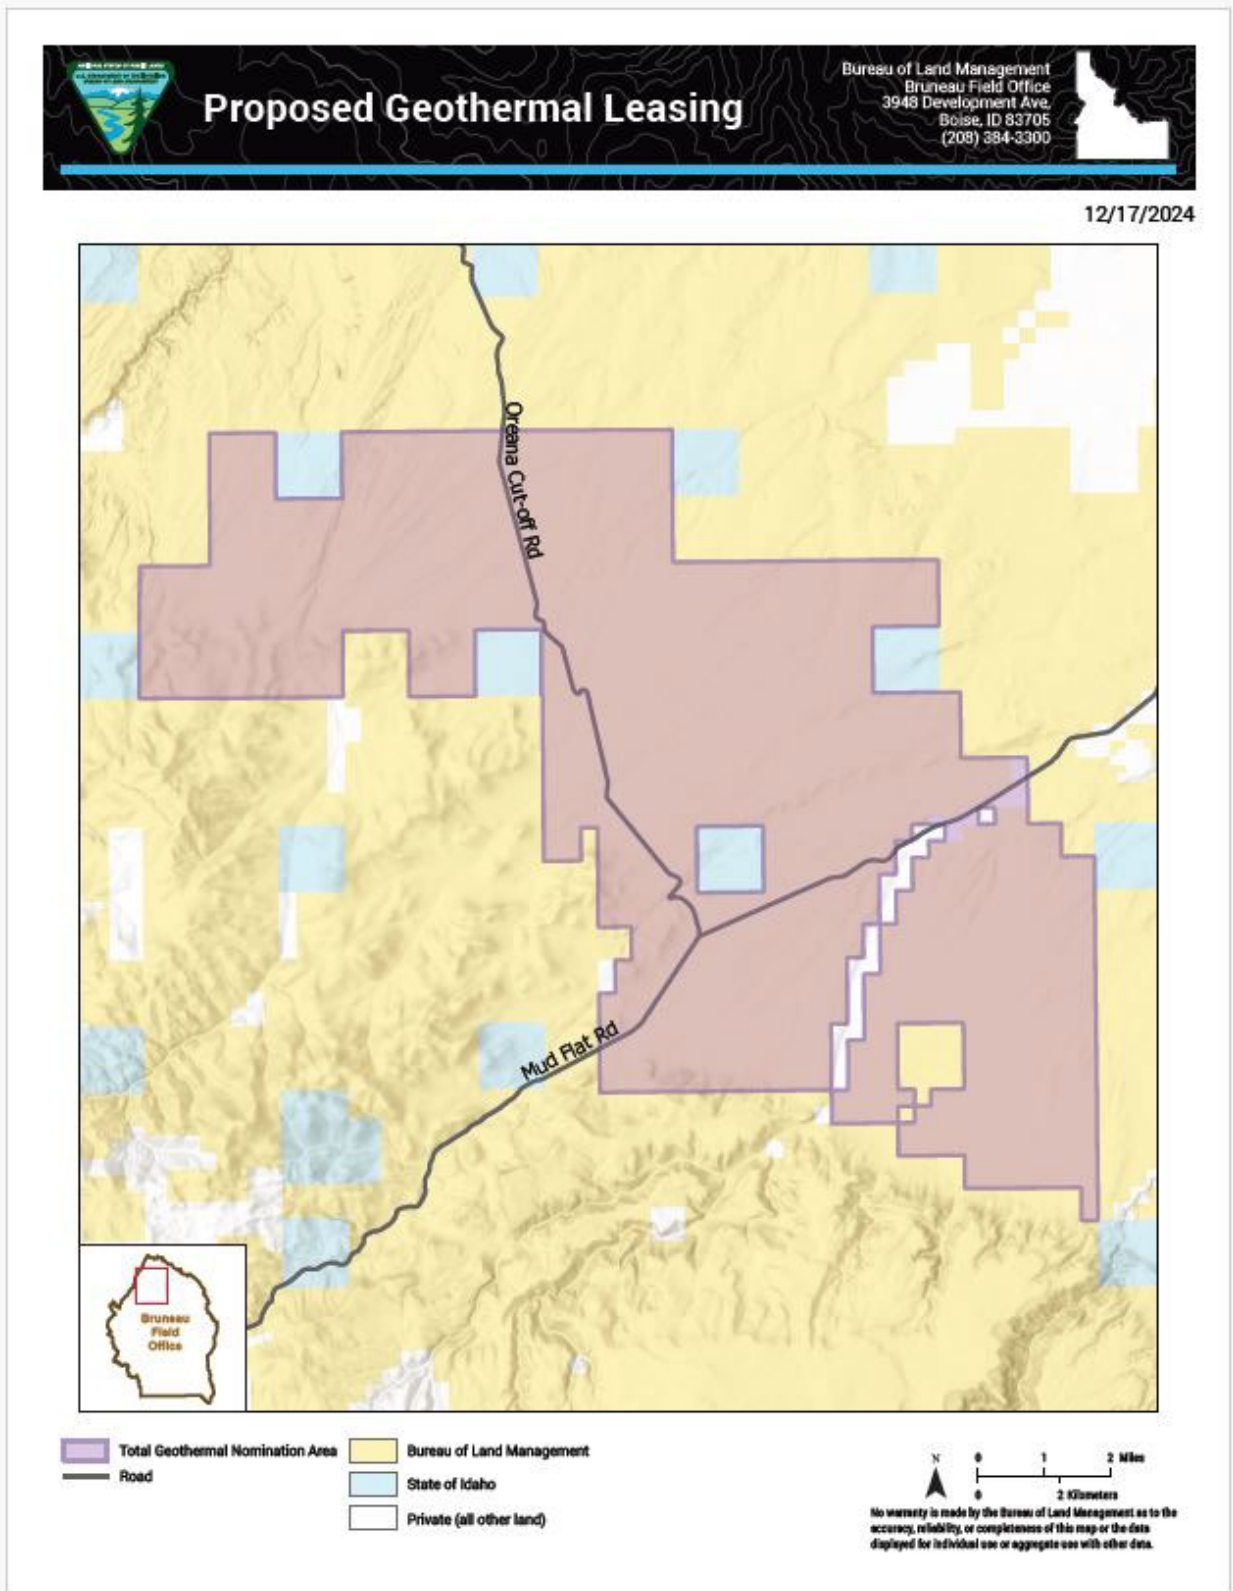 Proposed Geothermal Leasing
Bureau of Land Management
Bruneau Field Office
3948 Development Ave,
Boise, ID 83705
(208) 384-3300
12/17/2024
Oreana Cut-off Rd
Mud Flat Rd
Bruneau
Field
Office
Total Geothermal Nomination Area
Road
Bureau of Land Management
State of Idaho
Private (all other land)
N
0 1 2 Miles
0 2 Kilometers
No warranty is made by the Bureau of Land Management as to the
accuracy, reliability, or completeness of this map or the data
displayed for individual use or aggregate use with other data.